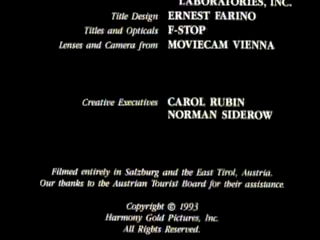 LABORATORIES, INC.
Title Design ERNEST FARINO
Titles and Opticals F-STOP
Lenses and Camera from MOVIECAM VIENNA
Creative Executives CAROL RUBIN
NORMAN SIDEROW
Filmed entirely in Salzburg and the East Tirol, Austria.
Our thanks to the Austrian Tourist Board for their assistance.
Copyright © 1993
Harmony Gold Pictures, Inc.
All Rights Reserved.